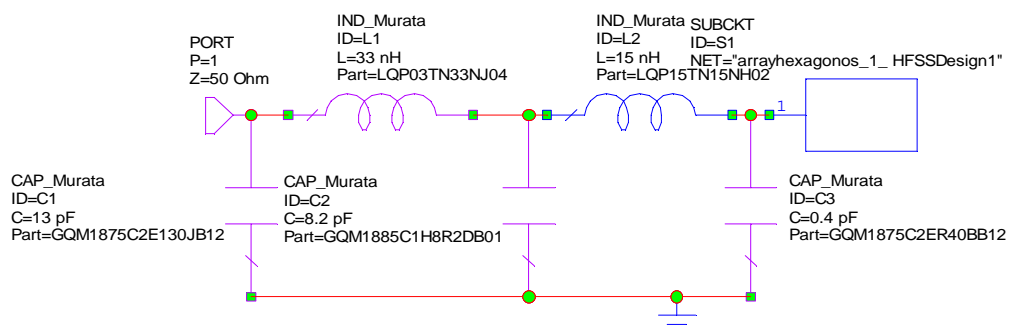 PORT
P=1
Z=50 Ohm
IND_Murata
ID=L1
L=33 nH
Part=LQP03TN33NJ04
IND_Murata
ID=L2
L=15 nH
Part=LQP15TN15NH02
SUBCKT
ID=S1
NET="arrayhexagonos_1_ HFSSDesign1"
1
CAP_Murata
ID=C1
C=13 pF
Part=GQM1875C2E130JB12
CAP_Murata
ID=C2
C=8.2 pF
Part=GQM1885C1H8R2DB01
CAP_Murata
ID=C3
C=0.4 pF
Part=GQM1875C2ER40BB12